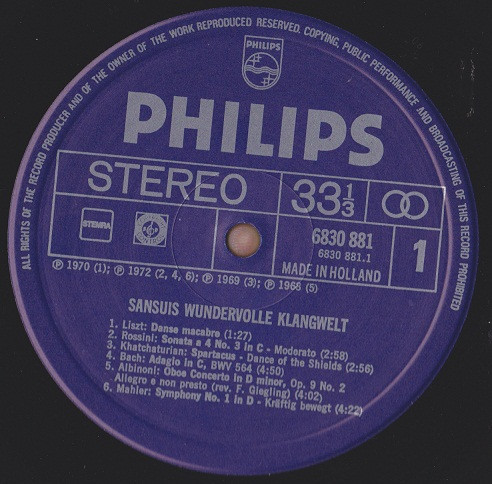 ALL RIGHTS OF THE RECORD PRODUCER AND OF THE OWNER OF THE WORK REPRODUCED RESERVED. COPYING, PUBLIC PERFORMANCE AND BROADCASTING OF THIS RECORD PROHIBITED
PHILIPS
PHILIPS
STEREO 33 1/3
STEMRA
6830 881
6830 881.1
MADE IN HOLLAND
1
℗ 1970 (1); ℗ 1972 (2, 4, 6); ℗ 1969 (3); ℗ 1966 (5)
SANSUIS WUNDERVOLLE KLANGWELT
1. Liszt: Danse macabre (1:27)
2. Rossini: Sonata a 4 No. 3 in C - Moderato (2:58)
3. Khatchaturian: Spartacus - Dance of the Shields (2:56)
4. Bach: Adagio in C, BWV 564 (4:50)
5. Albinoni: Oboe Concerto in D minor, Op. 9 No. 2
Allegro e non presto (rev. F. Giegling) (4:02)
6. Mahler: Symphony No. 1 in D - Kräftig bewegt (4:22)